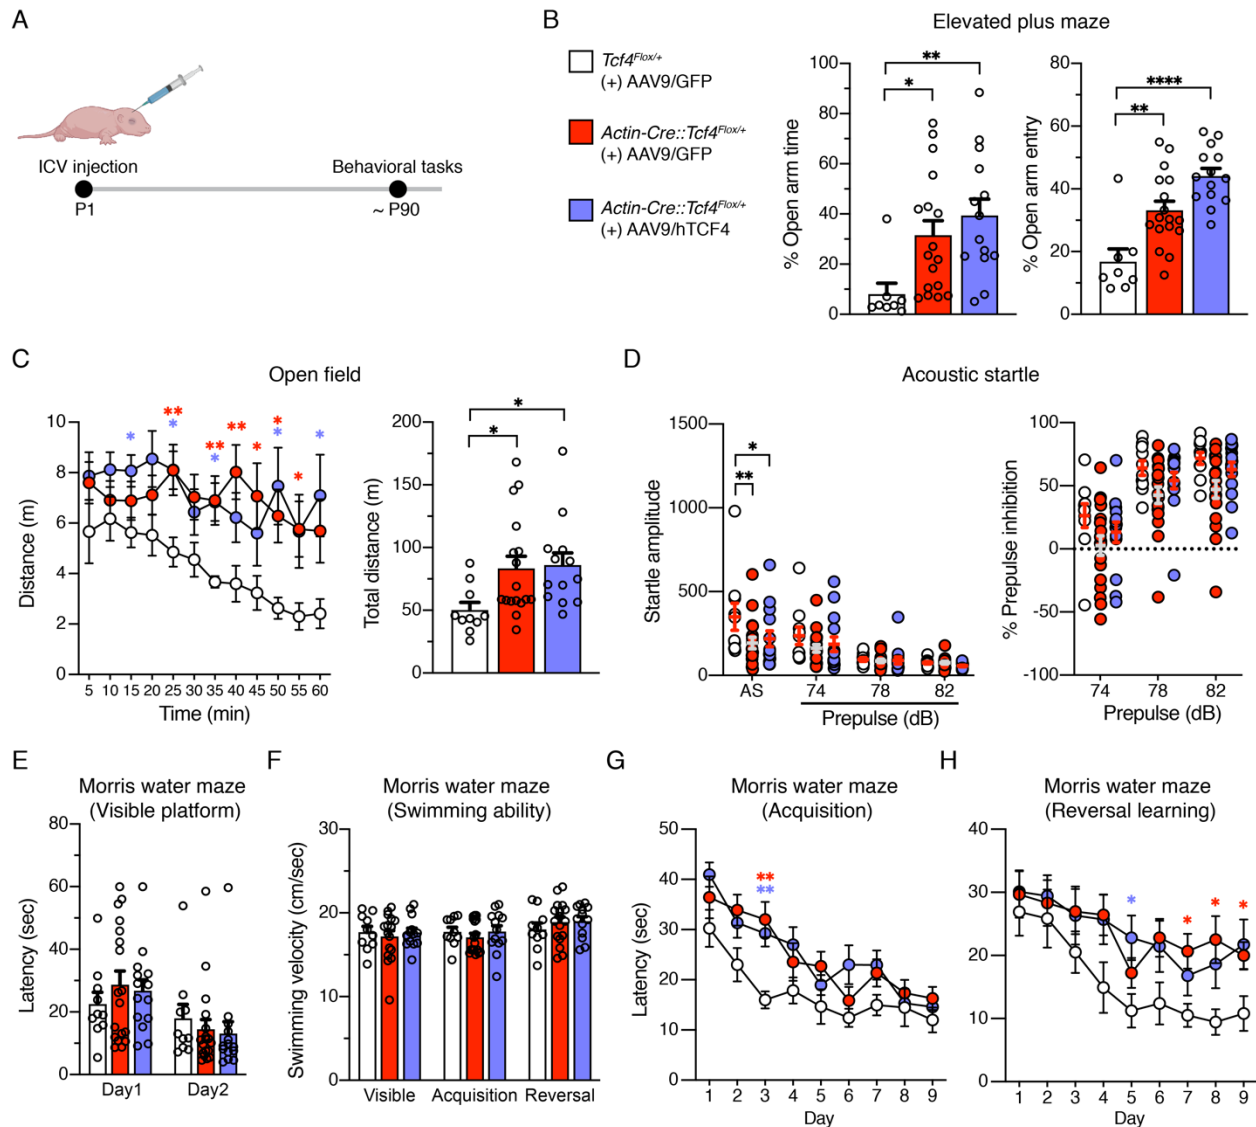 A
ICV injection
Behavioral tasks
P1
~ P90
B
Elevated plus maze
Tcf4Flox/+
(+) AAV9/GFP
Actin-Cre::Tcf4Flox/+
(+) AAV9/GFP
Actin-Cre::Tcf4Flox/+
(+) AAV9/hTCF4
% Open arm time
100
80
60
40
20
0
*
**
% Open arm entry
80
60
40
20
0
**
****
C
Open field
Distance (m)
10
8
6
4
2
0
* ** * ** * ** * * * * *
5 10 15 20 25 30 35 40 45 50 55 60
Time (min)
Total distance (m)
200
150
100
50
0
*
*
D
Acoustic startle
Startle amplitude
1500
1000
500
0
*
**
AS 74 78 82
Prepulse (dB)
% Prepulse inhibition
100
50
0
-50
-100
74 78 82
Prepulse (dB)
E
Morris water maze
(Visible platform)
Latency (sec)
80
60
40
20
0
Day1 Day2
F
Morris water maze
(Swimming ability)
Swimming velocity (cm/sec)
30
20
10
0
Visible Acquisition Reversal
G
Morris water maze
(Acquisition)
Latency (sec)
50
40
30
20
10
0
**
**
1 2 3 4 5 6 7 8 9
Day
H
Morris water maze
(Reversal learning)
40
30
20
10
0
* * * *
1 2 3 4 5 6 7 8 9
Day